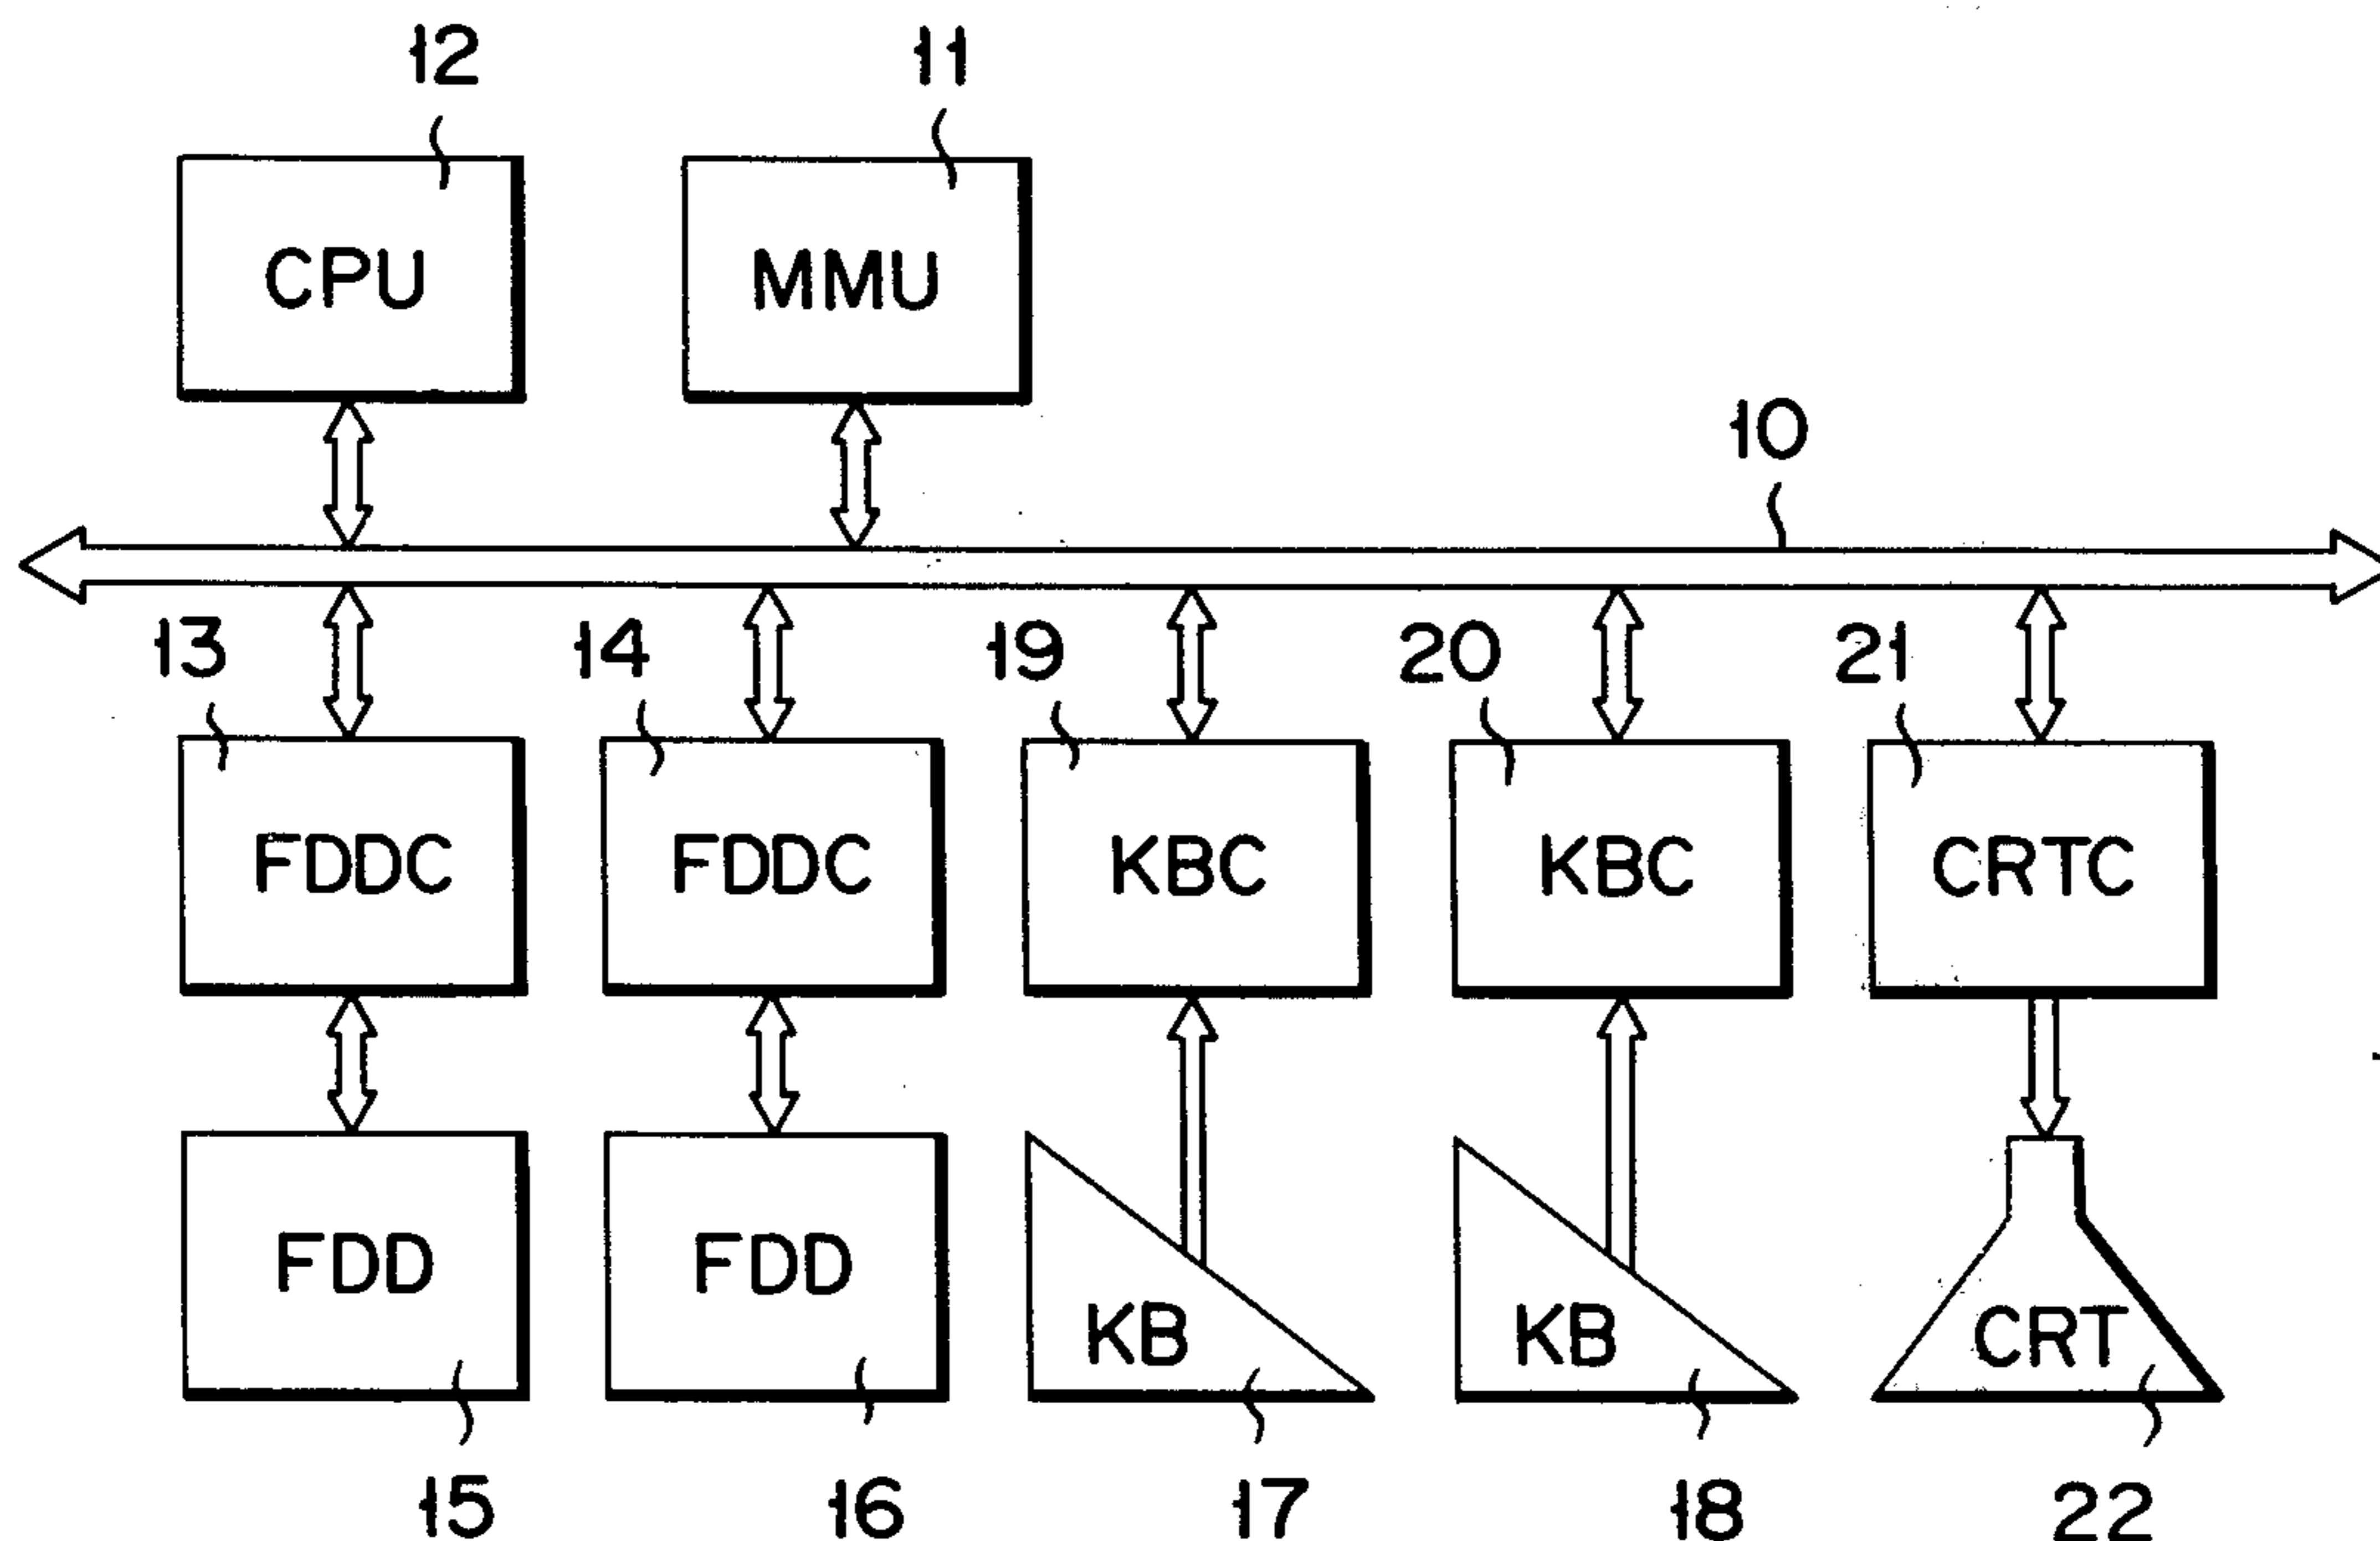 12 11
CPU MMU
10
13 14 19 20 21
FDDC FDDC KBC KBC CRTC
FDD FDD
KB KB CRT
15 16 17 18 22